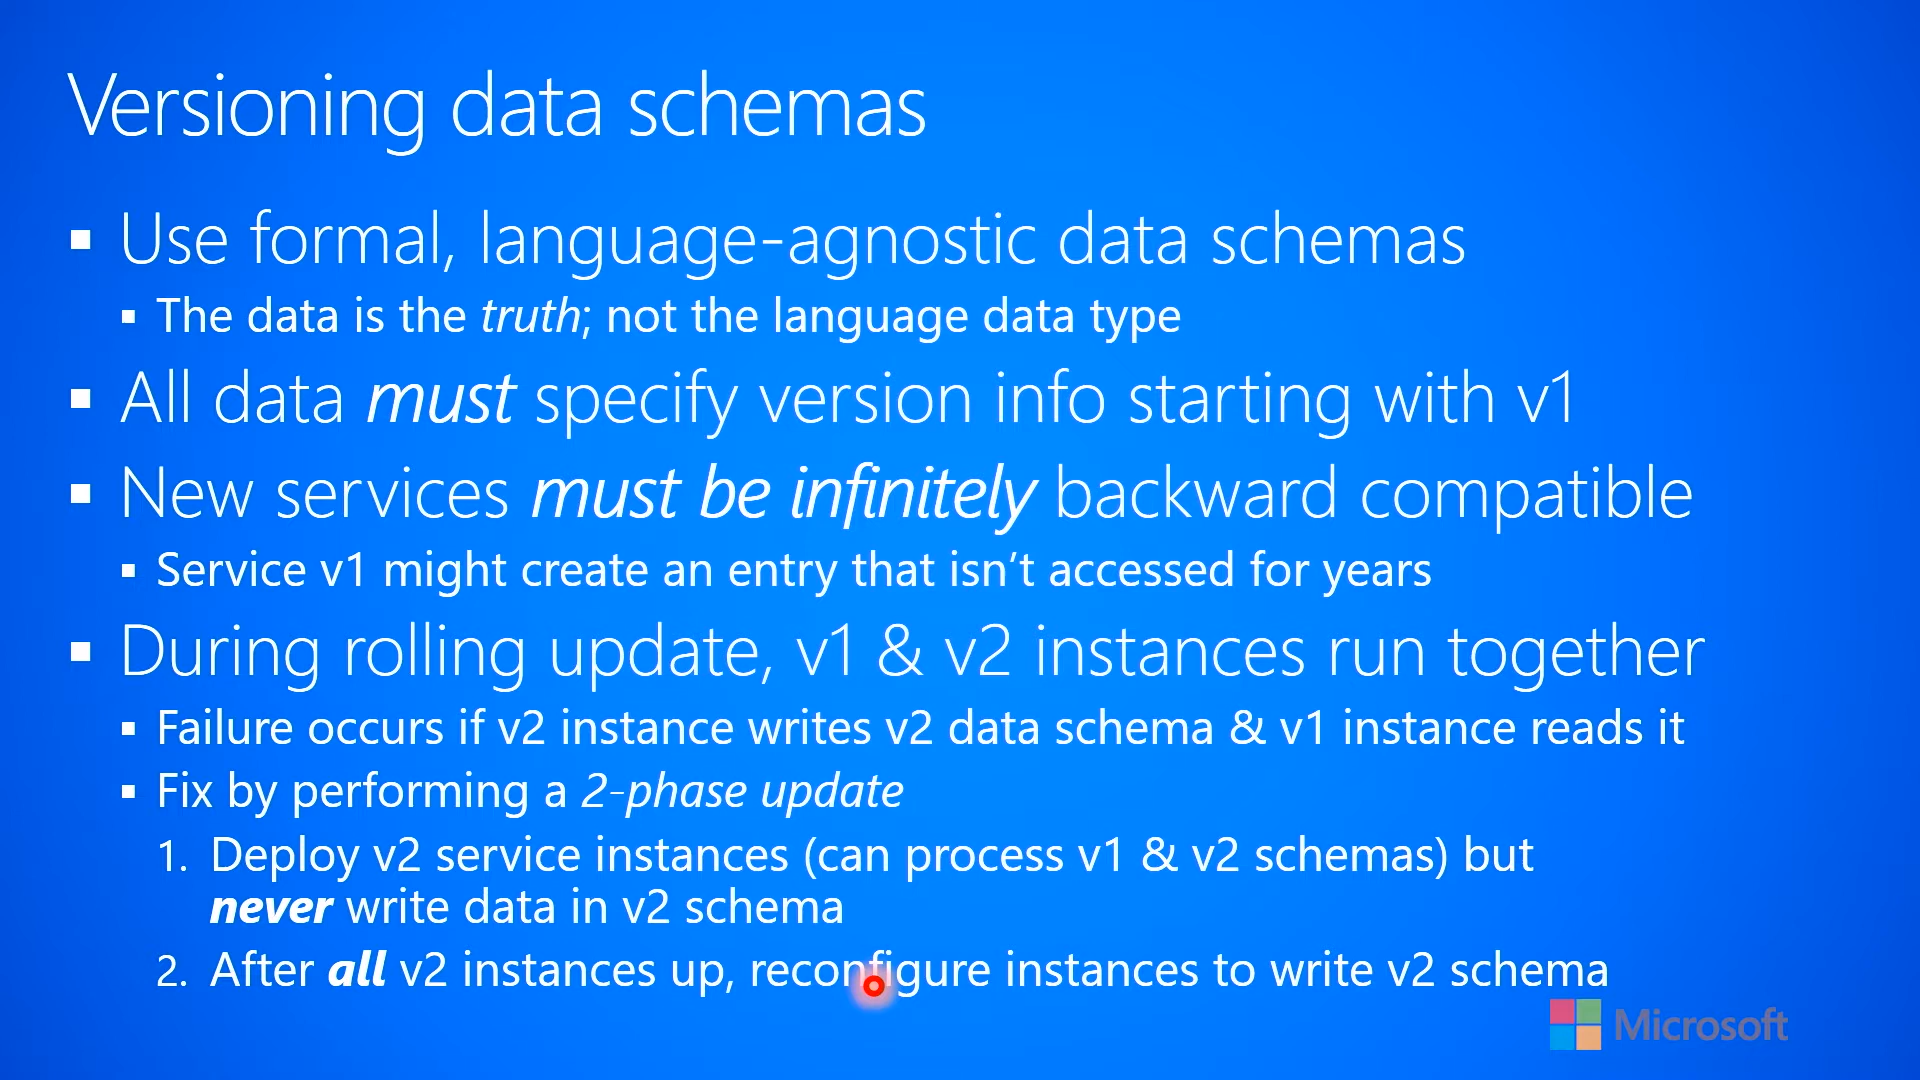 Versioning data schemas
▪ Use formal, language-agnostic data schemas
▪ The data is the truth; not the language data type
▪ All data must specify version info starting with v1
▪ New services must be infinitely backward compatible
▪ Service v1 might create an entry that isn’t accessed for years
▪ During rolling update, v1 & v2 instances run together
▪ Failure occurs if v2 instance writes v2 data schema & v1 instance reads it
▪ Fix by performing a 2-phase update
1. Deploy v2 service instances (can process v1 & v2 schemas) but
never write data in v2 schema
2. After all v2 instances up, reconfigure instances to write v2 schema
Microsoft